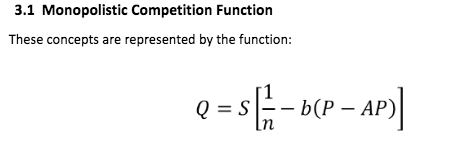 3.1 Monopolistic Competition Function
These concepts are represented by the function:
Q = S[1/n − b(P − AP)]